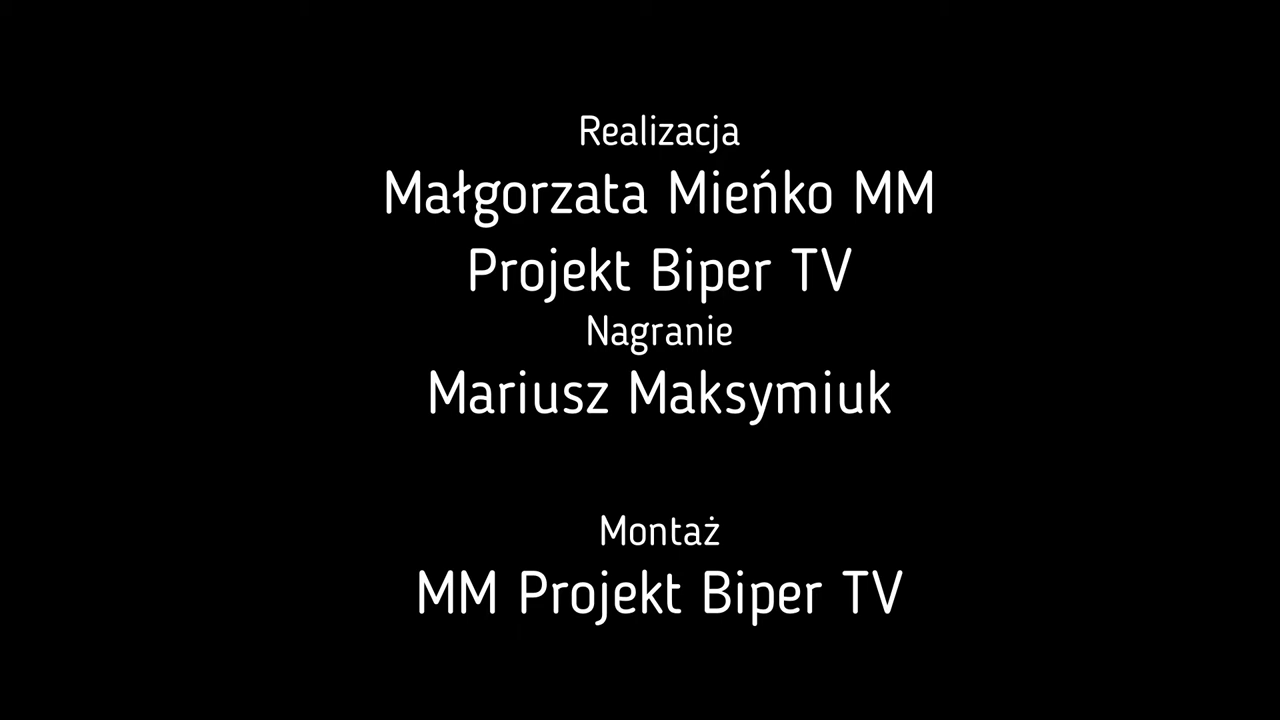 Realizacja
Małgorzata Mieńko MM
Projekt Biper TV
Nagranie
Mariusz Maksymiuk
Montaż
MM Projekt Biper TV